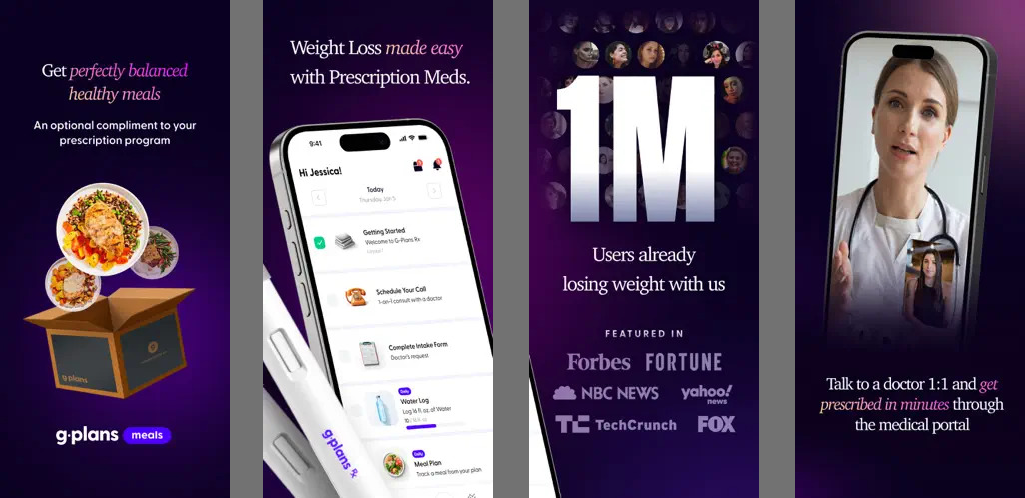 Get perfectly balanced
healthy meals
An optional compliment to your
prescription program
g·plans
g·plans meals
Weight Loss made easy
with Prescription Meds.
9:41
Hi Jessica!
Today
Thursday, Jan 5
Getting Started
Welcome to G-Plans Rx
Schedule Your Call
1-on-1 consult with a doctor
Complete Intake Form
Doctor's request
Daily
Water Log
Log 16 fl. oz. of Water
Daily
Meal Plan
Track a meal from your plan
g·plans Rx
1M
Users already
losing weight with us
FEATURED IN
Forbes FORTUNE
NBC NEWS yahoo!
news
TC TechCrunch FOX
Talk to a doctor 1:1 and get
prescribed in minutes through
the medical portal